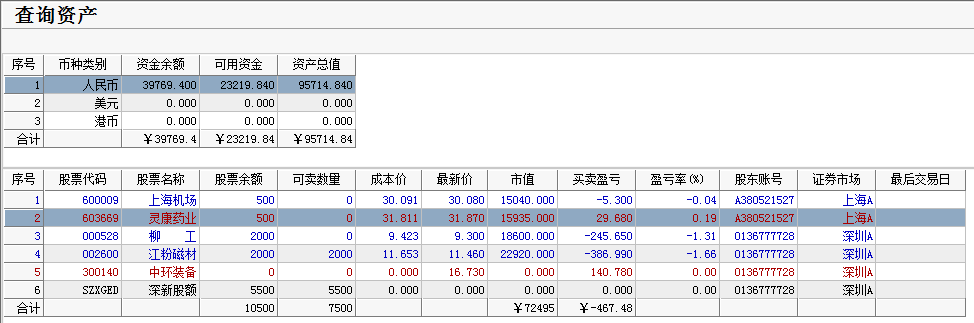 查询资产
序号 币种类别 资金余额 可用资金 资产总值
1 人民币 39769.400 23219.840 95714.840
2 美元 0.000 0.000 0.000
3 港币 0.000 0.000 0.000
合计 ￥39769.4 ￥23219.84 ￥95714.84
序号 股票代码 股票名称 股票余额 可卖数量 成本价 最新价 市值 买卖盈亏 盈亏率(%) 股东账号 证券市场 最后交易日
1 600009 上海机场 500 0 30.091 30.080 15040.000 -5.300 -0.04 A380521527 上海A
2 603669 灵康药业 500 0 31.811 31.870 15935.000 29.680 0.19 A380521527 上海A
3 000528 柳 工 2000 0 9.423 9.300 18600.000 -245.650 -1.31 0136777728 深圳A
4 002600 江粉磁材 2000 2000 11.653 11.460 22920.000 -386.990 -1.66 0136777728 深圳A
5 300140 中环装备 0 0 0.000 16.730 0.000 140.780 0.00 0136777728 深圳A
6 SZXGED 深新股额 5500 5500 0.000 0.000 0.000 0.000 0.00 0136777728 深圳A
合计 10500 7500 ￥72495 ￥-467.48